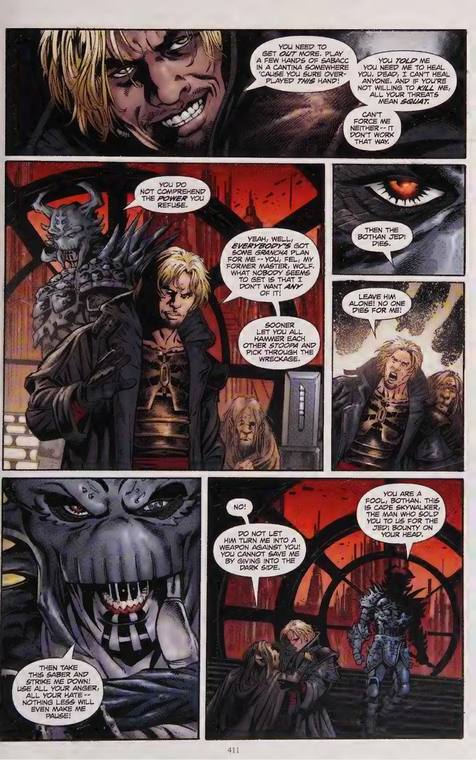 YOU NEED TO
GET OUT MORE. PLAY
A FEW HANDS OF SABACC
IN A CANTINA SOMEWHERE
'CAUSE YOU SURE OVER-
PLAYED THIS HAND!
YOU TOLD ME
YOU NEED ME TO HEAL
YOU. DEAD, I CAN'T HEAL
ANYONE. AND IF YOU'RE
NOT WILLING TO KILL ME,
ALL YOUR THREATS
MEAN SQUAT.
CAN'T
FORCE ME
NEITHER-- IT
DON'T WORK
THAT WAY.
YOU DO
NOT COMPREHEND
THE POWER YOU
REFUSE.
YEAH, WELL,
EVERYBODY'S GOT
SOME GRANDHA PLAN
FOR ME -- YOU, FEL, MY
FORMER MASTER, WOLF.
WHAT NOBODY SEEMS
TO GET IS THAT I
DON'T WANT ANY
OF IT!
SOONER
LET YOU ALL
HAMMER EACH
OTHER STOOPA AND
PICK THROUGH THE
WRECKAGE.
THEN THE
BOTHAN JEDI
DIES.
LEAVE HIM
ALONE! NO ONE
DIES FOR ME!
THEN TAKE
THIS SABER AND
STRIKE ME DOWN!
USE ALL YOUR ANGER,
ALL YOUR HATE --
NOTHING LESS WILL
EVEN MAKE ME
PAUSE!
NO!
DO NOT LET
HIM TURN ME INTO A
WEAPON AGAINST YOU!
YOU CANNOT SAVE ME
BY GIVING INTO THE
DARK SIDE.
YOU ARE A
FOOL, BOTHAN. THIS
IS CADE SKYWALKER,
THE MAN WHO SOLD
YOU TO US FOR THE
JEDI BOUNTY ON
YOUR HEAD.
411